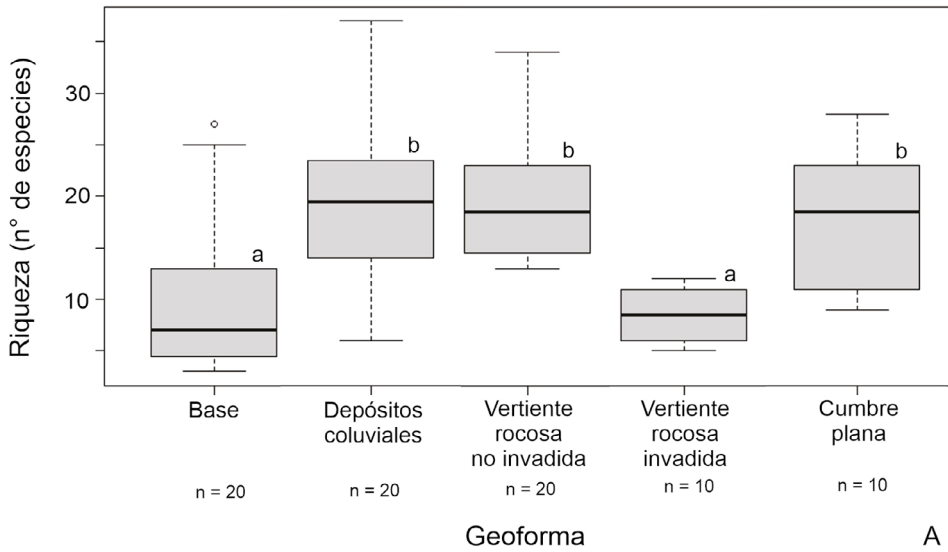 Riqueza (n° de especies)
30
20
10
a
b
b
a
b
Base
Depósitos
coluviales
Vertiente
rocosa
no invadida
Vertiente
rocosa
invadida
Cumbre
plana
n = 20
n = 20
n = 20
n = 10
n = 10
Geoforma
A